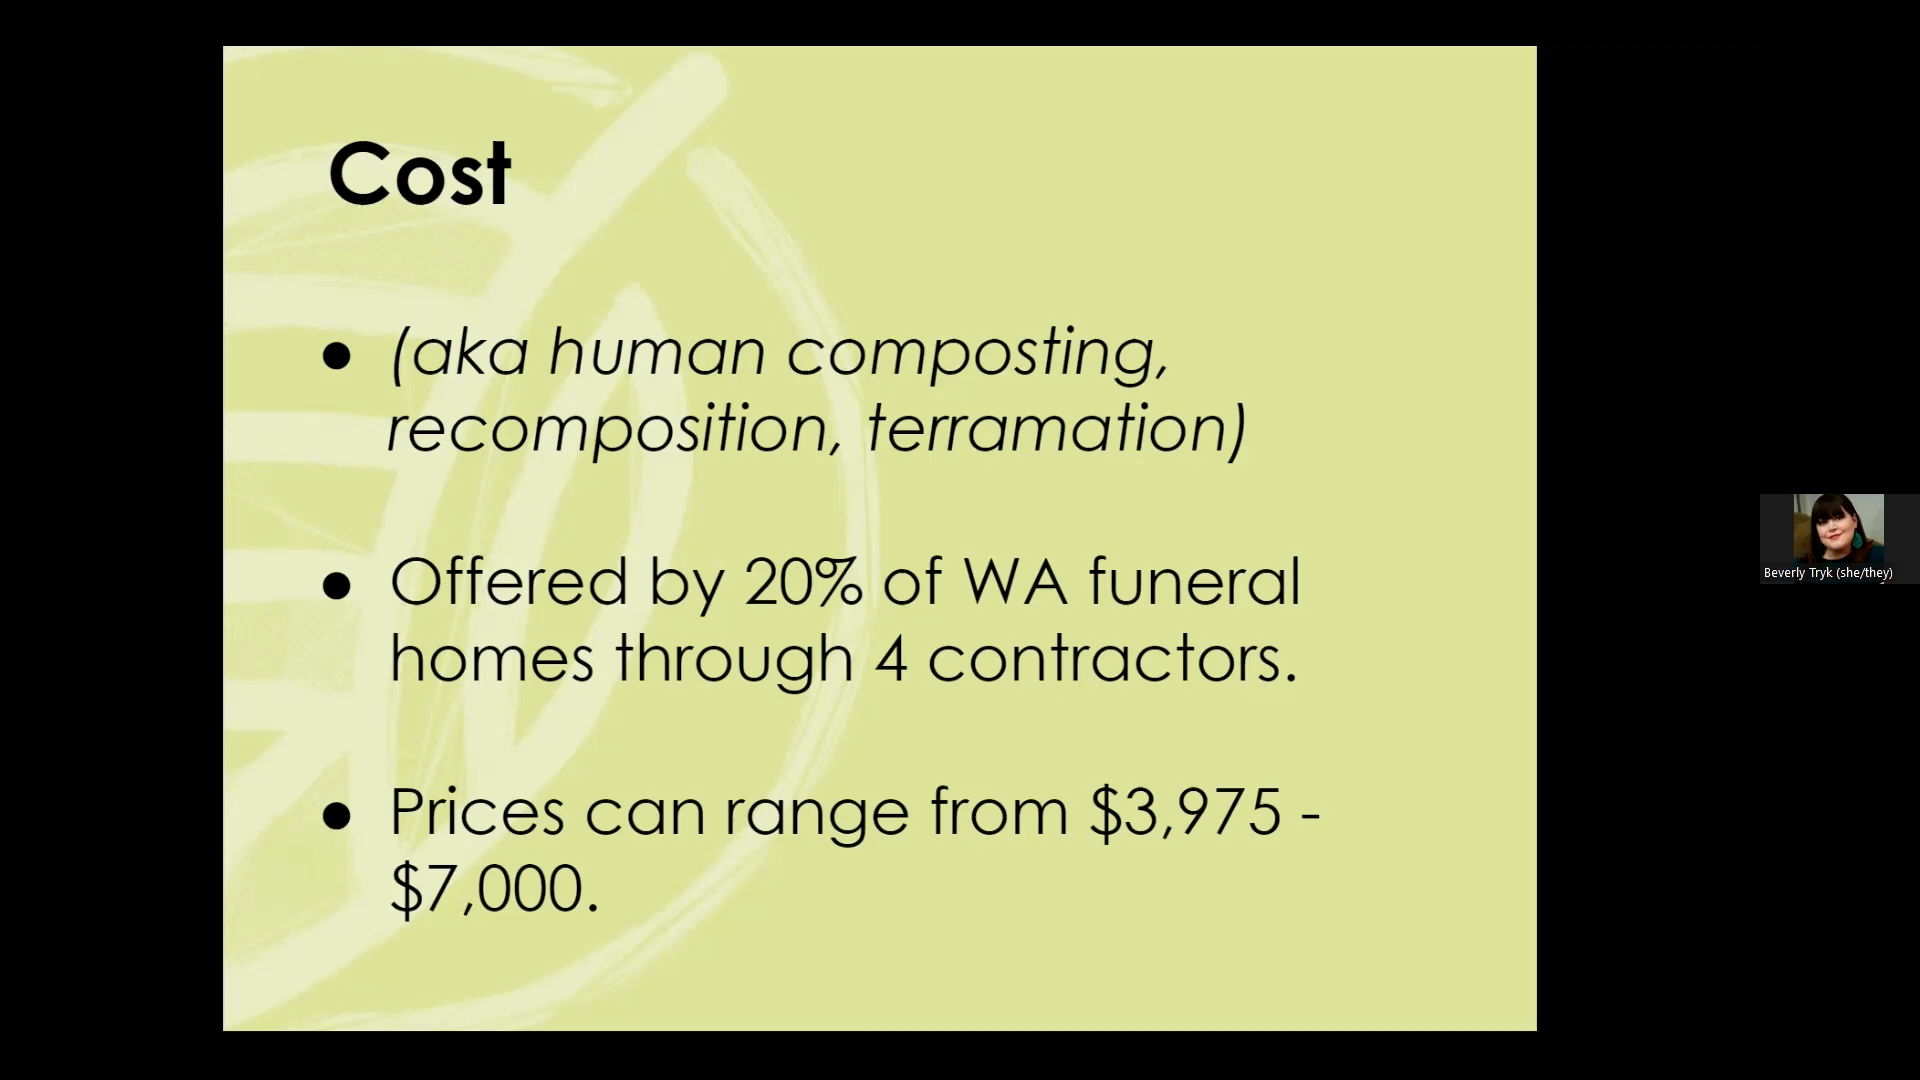 Cost
(aka human composting,
recomposition, terramation)
Offered by 20% of WA funeral
homes through 4 contractors.
Prices can range from $3,975 -
$7,000.
Beverly Tryk (she/they)